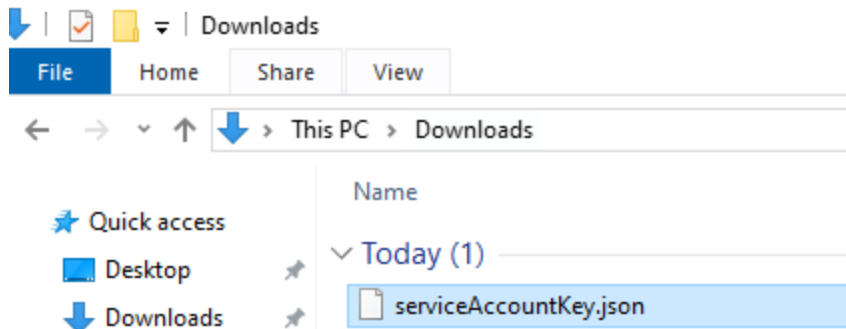 Downloads
File Home Share View
This PC > Downloads
Name
Quick access
Today (1)
Desktop
serviceAccountKey.json
Downloads